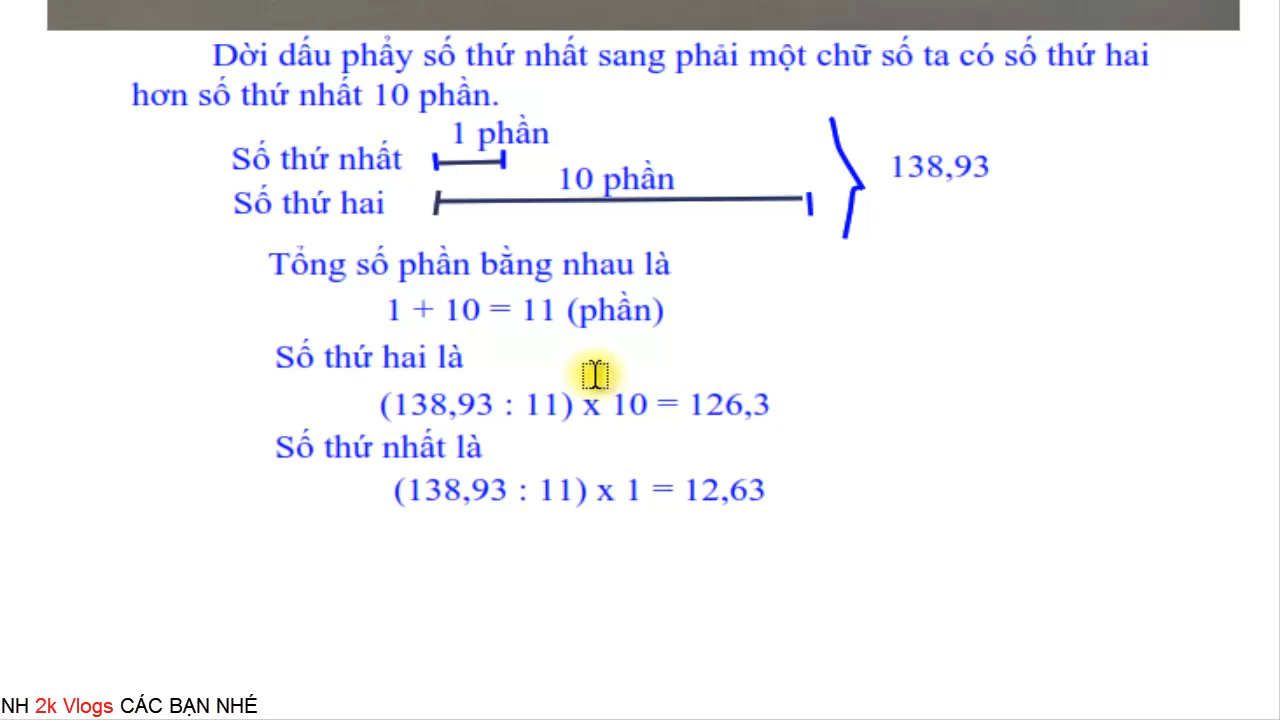 Dời dấu phẩy số thứ nhất sang phải một chữ số ta có số thứ hai
hơn số thứ nhất 10 phần.
1 phần
Số thứ nhất
138,93
10 phần
Số thứ hai
Tổng số phần bằng nhau là
1 + 10 = 11 (phần)
Số thứ hai là
(138,93 : 11) x 10 = 126,3
Số thứ nhất là
(138,93 : 11) x 1 = 12,63
NH 2k Vlogs CÁC BẠN NHÉ